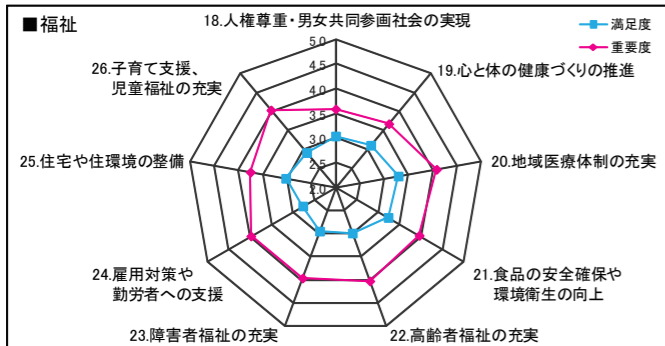 ■福祉
18.人権尊重・男女共同参画社会の実現
満足度
重要度
5.0
4.5
4.0
3.5
3.0
2.5
2.0
19.心と体の健康づくりの推進
20.地域医療体制の充実
21.食品の安全確保や
環境衛生の向上
22.高齢者福祉の充実
23.障害者福祉の充実
24.雇用対策や
勤労者への支援
25.住宅や住環境の整備
26.子育て支援、
児童福祉の充実